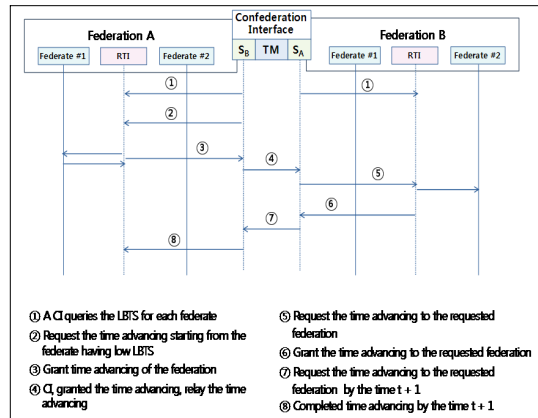 Federation A
Confederation
Interface
Federation B
Federate #1
RTI
Federate #2
S_B
TM
S_A
Federate #1
RTI
Federate #2
①
①
②
③
④
⑤
⑥
⑦
⑧
① A CI queries the LBTS for each federate
② Request the time advancing starting from the
federate having low LBTS
③ Grant time advancing of the federation
④ CI, granted the time advancing, relay the time
advancing
⑤ Request the time advancing to the requested
federation
⑥ Grant the time advancing to the requested federation
⑦ Request the time advancing to the requested
federation by the time t + 1
⑧ Completed time advancing by the time t + 1